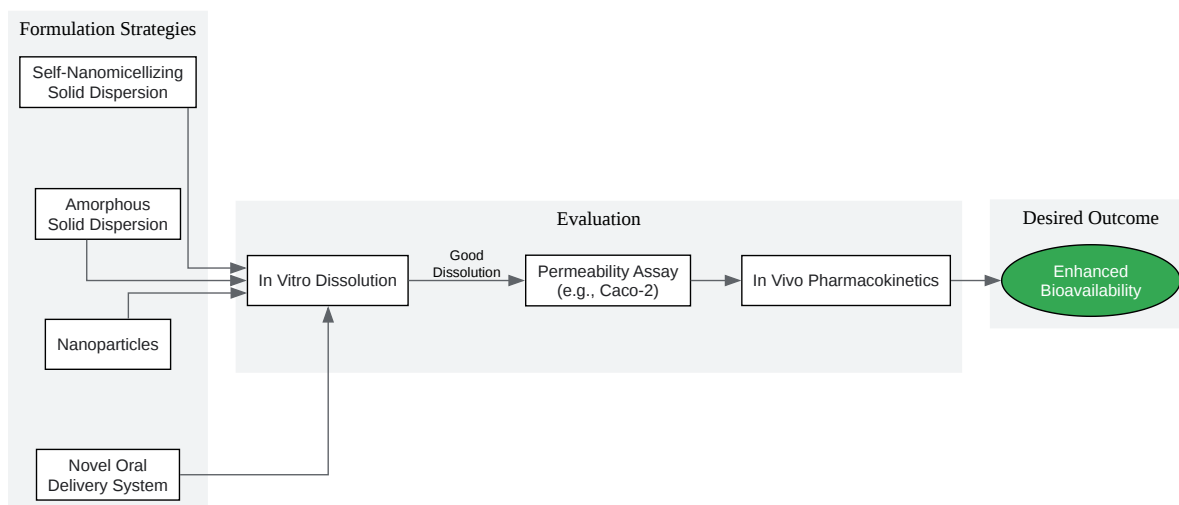 Formulation Strategies
Self-Nanomicellizing
Solid Dispersion
Amorphous
Solid Dispersion
Nanoparticles
Novel Oral
Delivery System
Evaluation
In Vitro Dissolution
Good
Dissolution
Permeability Assay
(e.g., Caco-2)
In Vivo Pharmacokinetics
Desired Outcome
Enhanced
Bioavailability